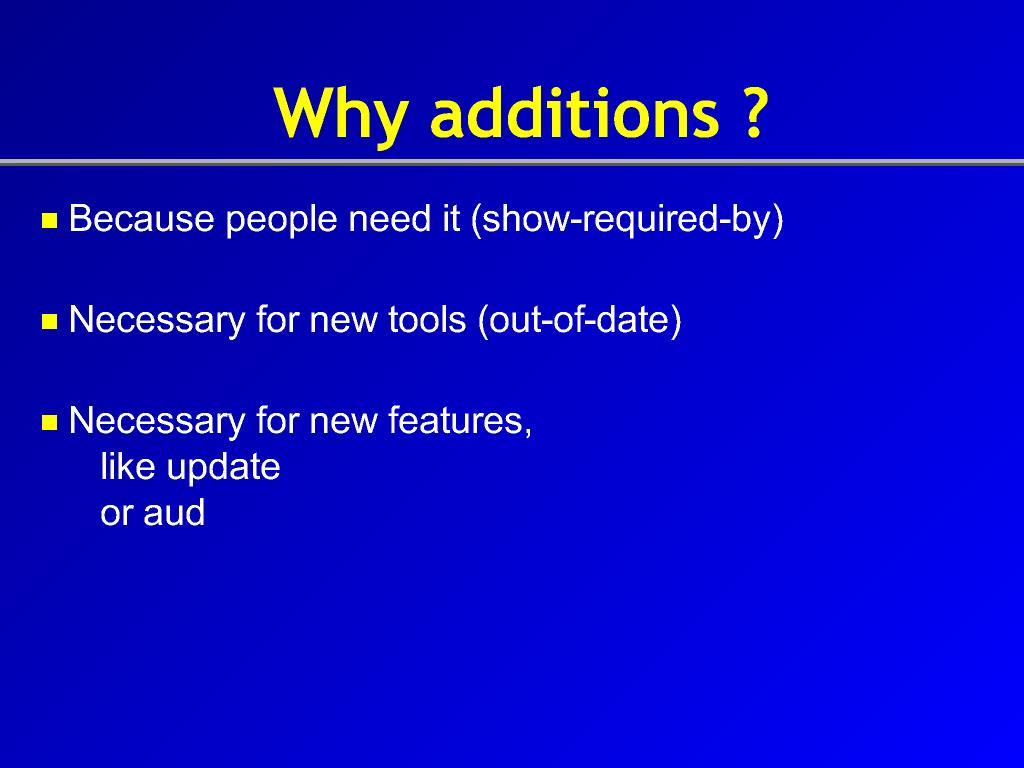 Why additions ?
Because people need it (show-required-by)
Necessary for new tools (out-of-date)
Necessary for new features,
like update
or aud